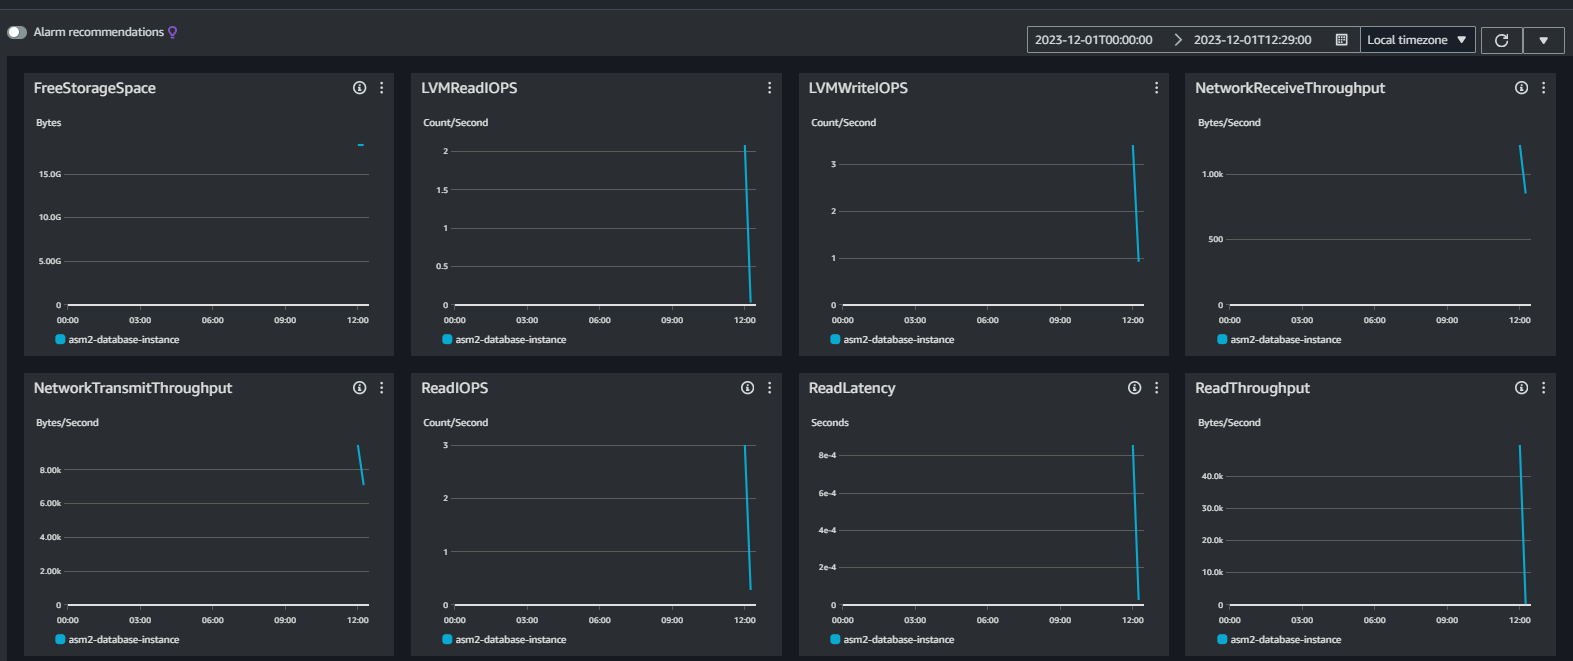 Alarm recommendations
2023-12-01T00:00:00 2023-12-01T12:29:00 Local timezone
FreeStorageSpace
Bytes
15.0G
10.0G
5.00G
0
00:00 03:00 06:00 09:00 12:00
asm2-database-instance
LVMReadIOPS
Count/Second
2
1.5
1
0.5
0
00:00 03:00 06:00 09:00 12:00
asm2-database-instance
LVMWriteIOPS
Count/Second
3
2
1
0
00:00 03:00 06:00 09:00 12:00
asm2-database-instance
NetworkReceiveThroughput
Bytes/Second
1.00k
500
0
00:00 03:00 06:00 09:00 12:00
asm2-database-instance
NetworkTransmitThroughput
Bytes/Second
8.00k
6.00k
4.00k
2.00k
0
00:00 03:00 06:00 09:00 12:00
asm2-database-instance
ReadIOPS
Count/Second
3
2
1
0
00:00 03:00 06:00 09:00 12:00
asm2-database-instance
ReadLatency
Seconds
8e-4
6e-4
4e-4
2e-4
0
00:00 03:00 06:00 09:00 12:00
asm2-database-instance
ReadThroughput
Bytes/Second
40.0k
30.0k
20.0k
10.0k
0
00:00 03:00 06:00 09:00 12:00
asm2-database-instance